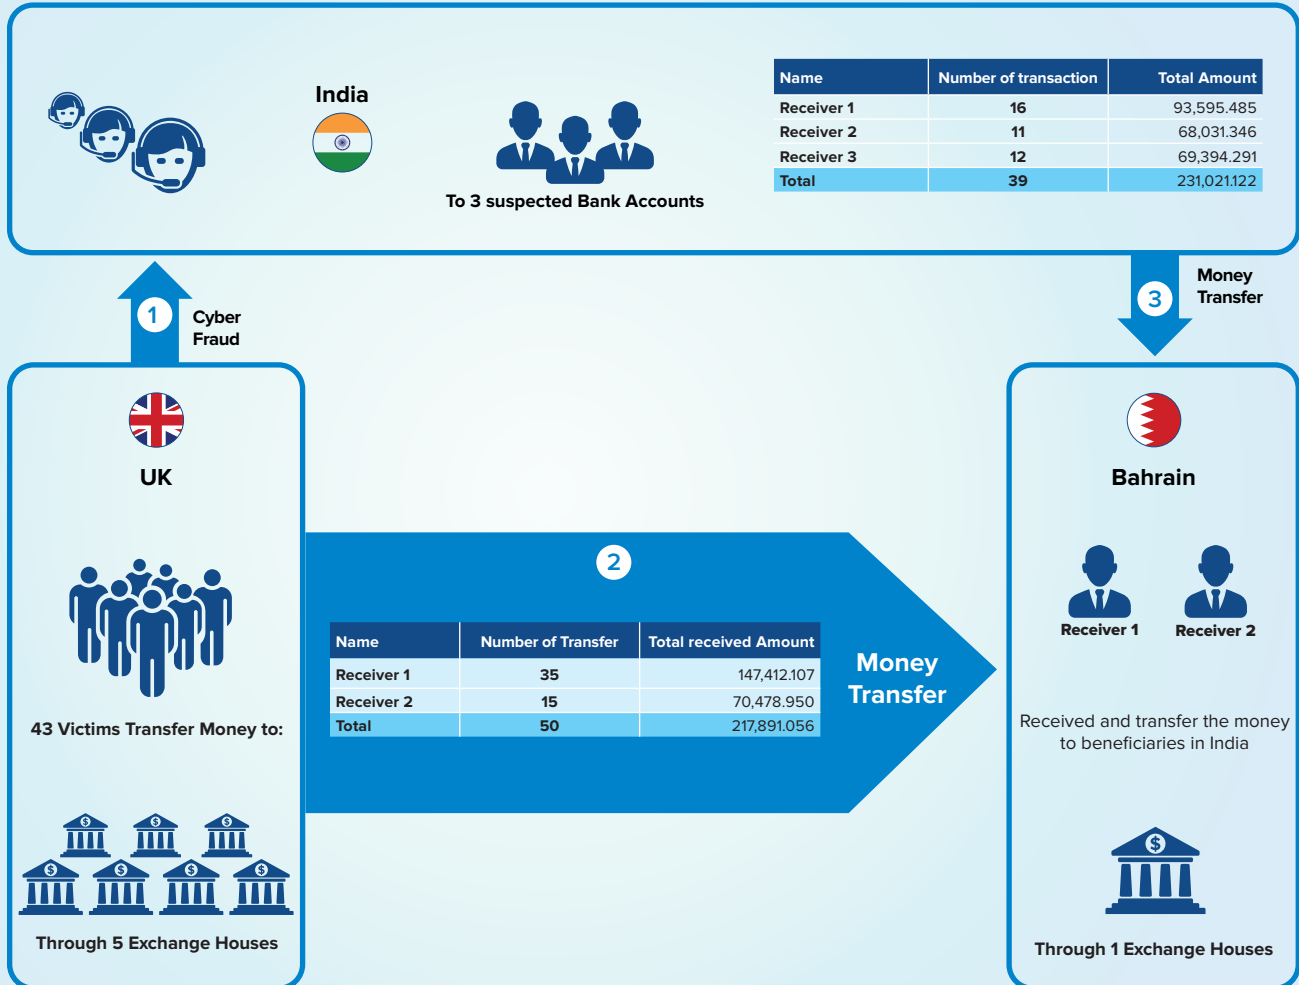 India
To 3 suspected Bank Accounts
Name Number of transaction Total Amount
Receiver 1 16 93,595.485
Receiver 2 11 68,031.346
Receiver 3 12 69,394.291
Total 39 231,021.122
1
Cyber
Fraud
3
Money
Transfer
UK
43 Victims Transfer Money to:
$ $ $
$ $ $ $
Through 5 Exchange Houses
2
Name Number of Transfer Total received Amount
Receiver 1 35 147,412.107
Receiver 2 15 70,478.950
Total 50 217,891.056
Money
Transfer
Bahrain
Receiver 1 Receiver 2
Received and transfer the money
to beneficiaries in India
$
Through 1 Exchange Houses